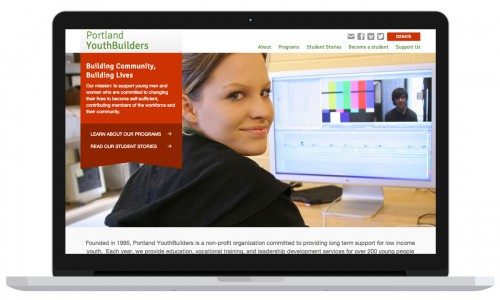 Portland
YouthBuilders
DONATE
About Programs Student Stories Become a student Support Us
Building Community,
Building Lives
Our mission: to support young men and
women who are committed to changing
their lives to become self-sufficient,
contributing members of the workforce and
their community.
LEARN ABOUT OUR PROGRAMS →
READ OUR STUDENT STORIES →
Founded in 1995, Portland YouthBuilders is a non-profit organization committed to providing long term support for low income
youth. Each year, we provide education, vocational training, and leadership development services for over 200 young people